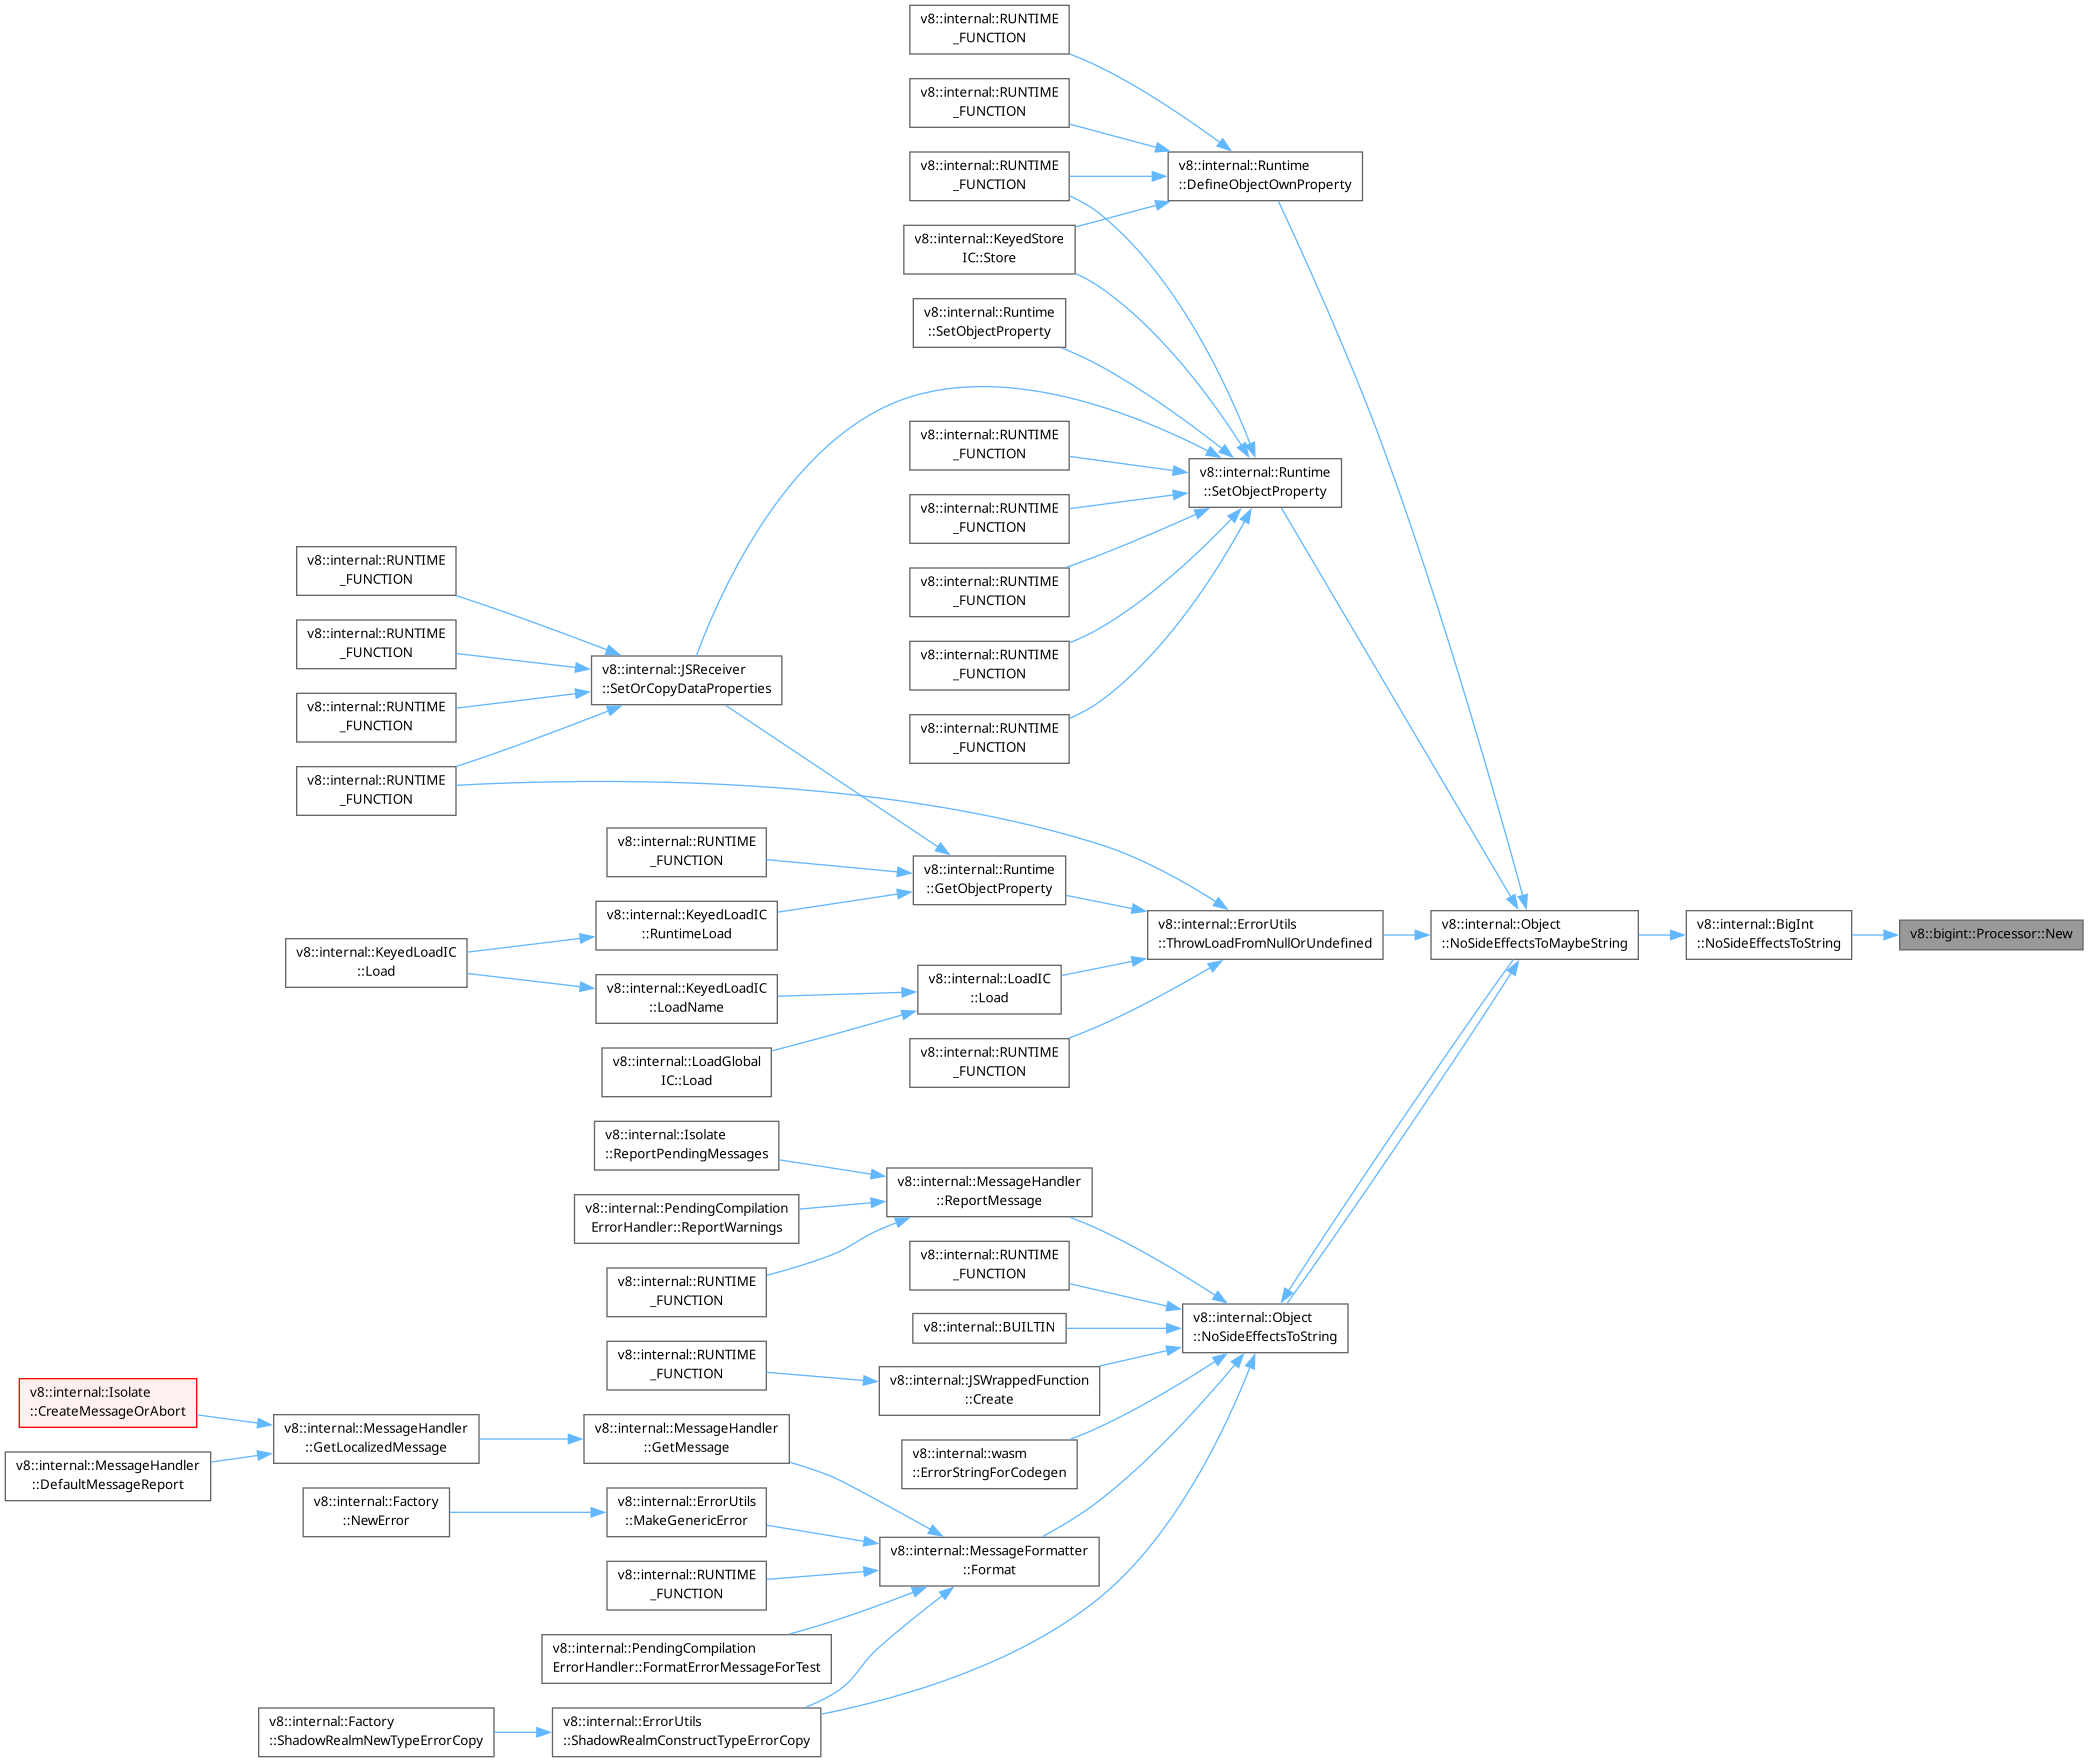 v8::internal::RUNTIME
_FUNCTION
v8::internal::RUNTIME
_FUNCTION
v8::internal::RUNTIME
_FUNCTION
v8::internal::Runtime
::DefineObjectOwnProperty
v8::internal::KeyedStore
IC::Store
v8::internal::Runtime
::SetObjectProperty
v8::internal::RUNTIME
_FUNCTION
v8::internal::Runtime
::SetObjectProperty
v8::internal::RUNTIME
_FUNCTION
v8::internal::RUNTIME
_FUNCTION
v8::internal::RUNTIME
_FUNCTION
v8::internal::RUNTIME
_FUNCTION
v8::internal::RUNTIME
_FUNCTION
v8::internal::RUNTIME
_FUNCTION
v8::internal::JSReceiver
::SetOrCopyDataProperties
v8::internal::RUNTIME
_FUNCTION
v8::internal::RUNTIME
_FUNCTION
v8::internal::RUNTIME
_FUNCTION
v8::internal::Runtime
::GetObjectProperty
v8::internal::KeyedLoadIC
::RuntimeLoad
v8::internal::ErrorUtils
::ThrowLoadFromNullOrUndefined
v8::internal::Object
::NoSideEffectsToMaybeString
v8::internal::BigInt
::NoSideEffectsToString
v8::bigint::Processor::New
v8::internal::KeyedLoadIC
::Load
v8::internal::KeyedLoadIC
::LoadName
v8::internal::LoadIC
::Load
v8::internal::LoadGlobal
IC::Load
v8::internal::RUNTIME
_FUNCTION
v8::internal::Isolate
::ReportPendingMessages
v8::internal::MessageHandler
::ReportMessage
v8::internal::PendingCompilation
ErrorHandler::ReportWarnings
v8::internal::RUNTIME
_FUNCTION
v8::internal::RUNTIME
_FUNCTION
v8::internal::BUILTIN
v8::internal::Object
::NoSideEffectsToString
v8::internal::RUNTIME
_FUNCTION
v8::internal::JSWrappedFunction
::Create
v8::internal::Isolate
::CreateMessageOrAbort
v8::internal::MessageHandler
::GetLocalizedMessage
v8::internal::MessageHandler
::GetMessage
v8::internal::wasm
::ErrorStringForCodegen
v8::internal::MessageHandler
::DefaultMessageReport
v8::internal::Factory
::NewError
v8::internal::ErrorUtils
::MakeGenericError
v8::internal::MessageFormatter
::Format
v8::internal::RUNTIME
_FUNCTION
v8::internal::PendingCompilation
ErrorHandler::FormatErrorMessageForTest
v8::internal::Factory
::ShadowRealmNewTypeErrorCopy
v8::internal::ErrorUtils
::ShadowRealmConstructTypeErrorCopy